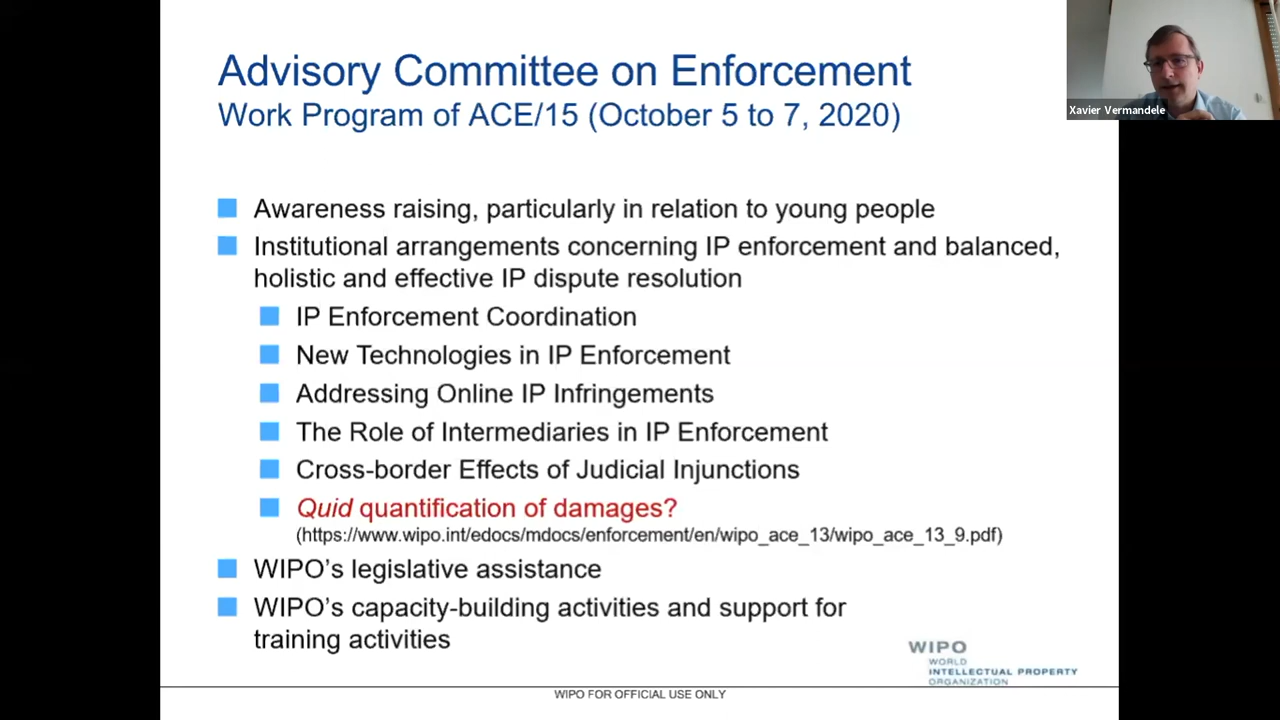 Advisory Committee on Enforcement
Work Program of ACE/15 (October 5 to 7, 2020)
Xavier Vermandele
Awareness raising, particularly in relation to young people
Institutional arrangements concerning IP enforcement and balanced,
holistic and effective IP dispute resolution
IP Enforcement Coordination
New Technologies in IP Enforcement
Addressing Online IP Infringements
The Role of Intermediaries in IP Enforcement
Cross-border Effects of Judicial Injunctions
Quid quantification of damages?
(https://www.wipo.int/edocs/mdocs/enforcement/en/wipo_ace_13/wipo_ace_13_9.pdf)
WIPO’s legislative assistance
WIPO’s capacity-building activities and support for
training activities
WIPO
WORLD
INTELLECTUAL PROPERTY
ORGANIZATION
WIPO FOR OFFICIAL USE ONLY